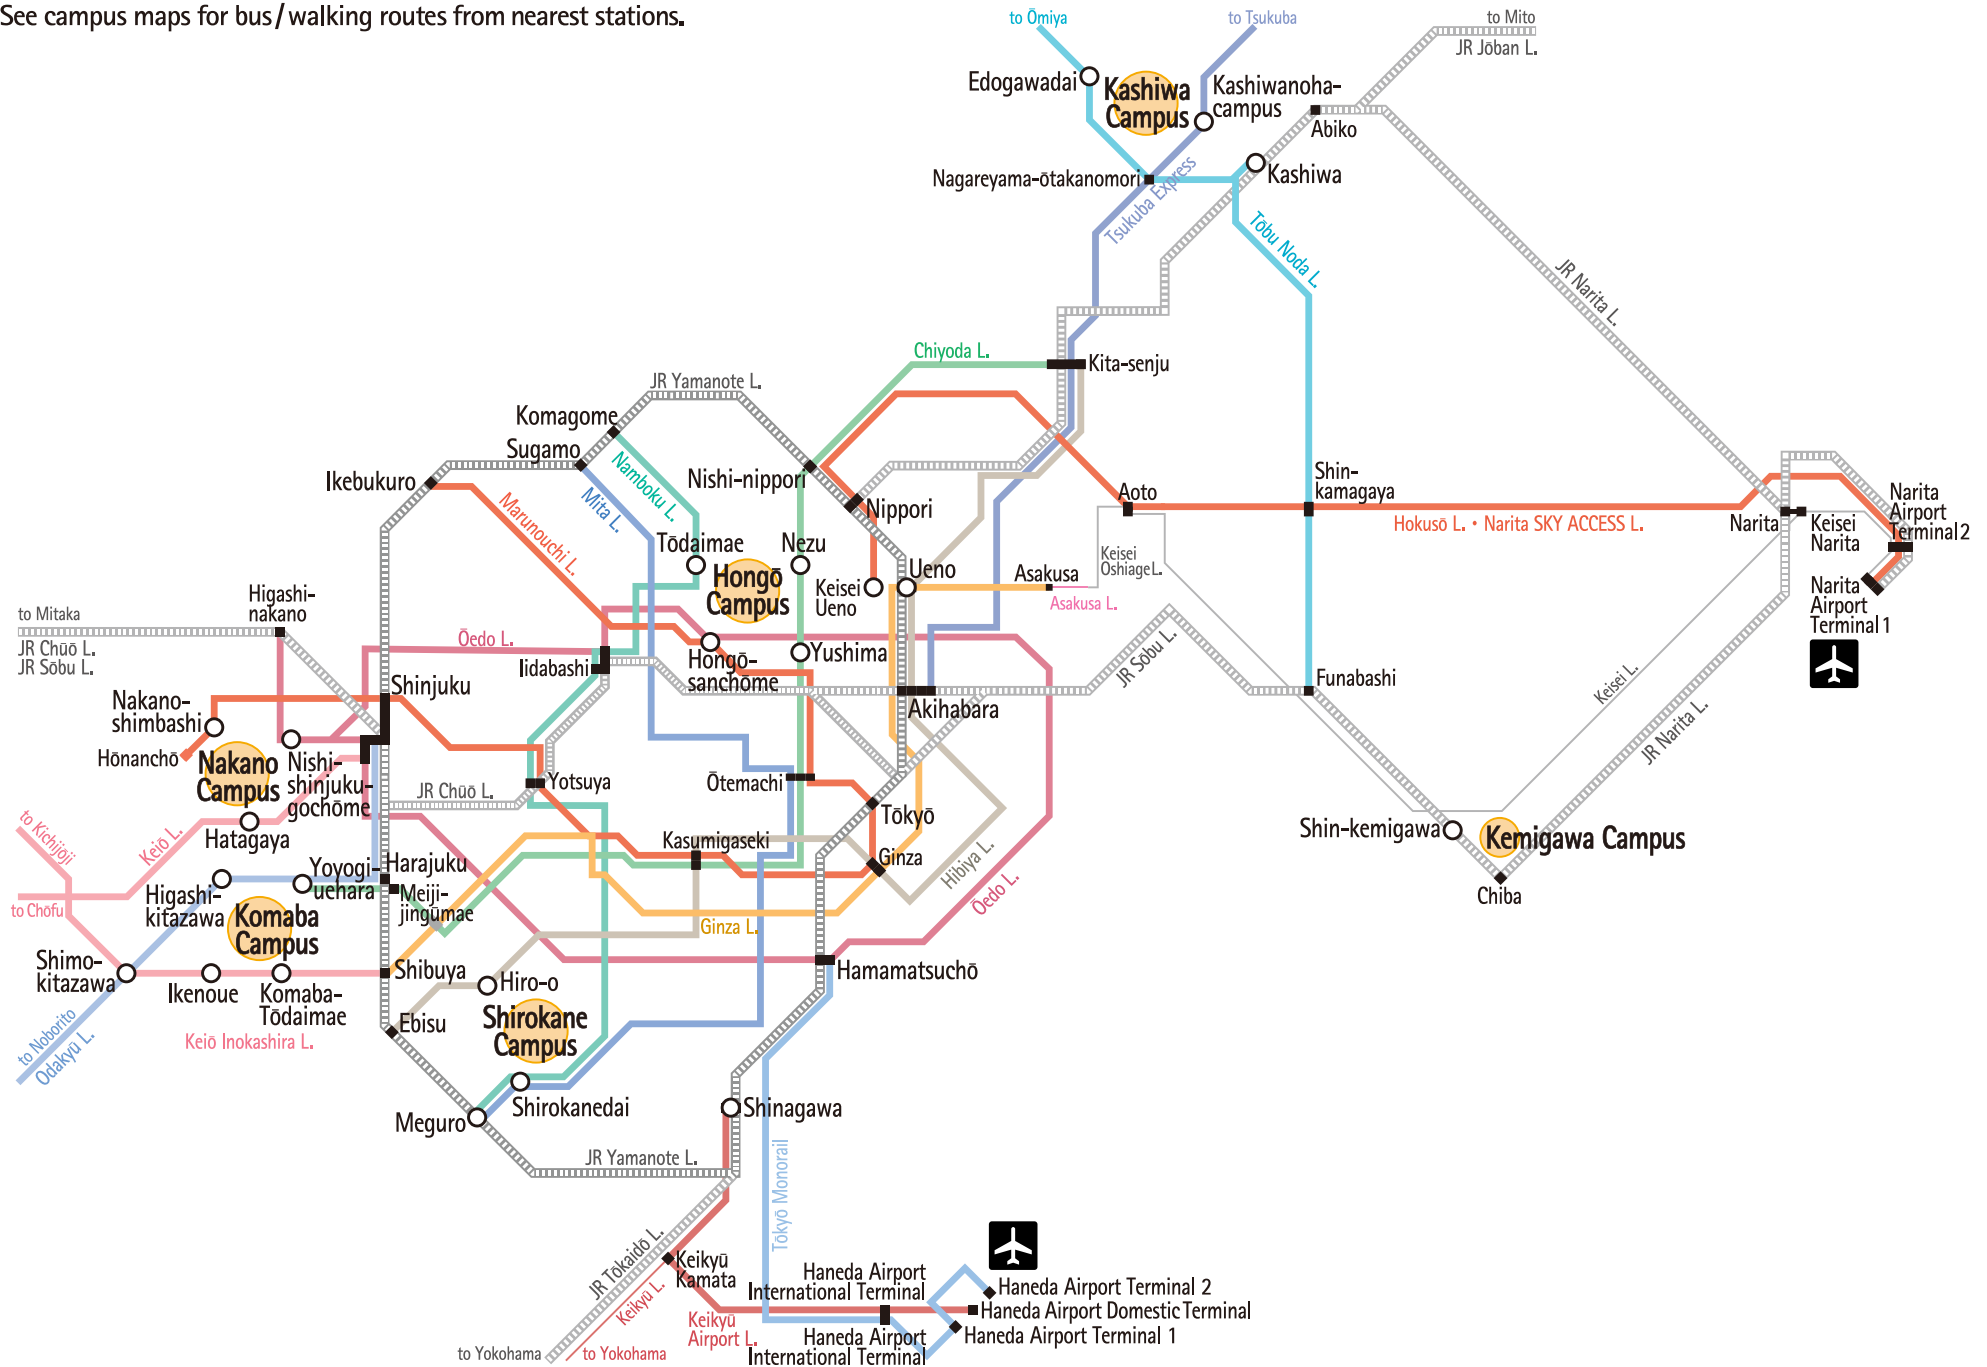 See campus maps for bus/walking routes from nearest stations.
to Ōmiya
to Tsukuba
to Mito
JR Jōban L.
Edogawadai
Kashiwa
Campus
Kashiwanoha-
campus
Abiko
Nagareyama-ōtakanomori
Kashiwa
Tsukuba Express
Tōbu Noda L.
JR Narita L.
Chiyoda L.
Kita-senju
JR Yamanote L.
Komagome
Sugamo
Ikebukuro
Namboku L.
Mita L.
Marunouchi L.
Nishi-nippori
Nippori
Aoto
Shin-
kamagaya
Hokusō L.・Narita SKY ACCESS L.
Narita
Keisei
Narita
Narita
Airport
Terminal 2
Narita
Airport
Terminal 1
Tōdaimae
Nezu
Hongō
Campus
Keisei
Ueno
Ueno
Asakusa
Asakusa L.
Keisei
Oshiage L.
Higashi-
nakano
to Mitaka
JR Chūō L.
JR Sōbu L.
Ōedo L.
Iidabashi
Hongō-
sanchōme
Yushima
JR Sōbu L.
Funabashi
Keisei L.
JR Narita L.
Shinjuku
Nakano-
shimbashi
Hōnanchō
Nakano
Campus
Nishi-
shinjuku-
gochōme
Akihabara
JR Chūō L.
Yotsuya
Ōtemachi
Tōkyō
to Kichijōji
Keiō L.
Hatagaya
Kasumigaseki
Ginza
Hibiya L.
Shin-kemigawa
Kemigawa Campus
Chiba
Yoyogi-
uehara
Harajuku
Meiji-
jingūmae
Higashi-
kitazawa
to Chōfu
Komaba
Campus
Ginza L.
Ōedo L.
Shimo-
kitazawa
Ikenoue
Komaba-
Tōdaimae
Shibuya
Hiro-o
Hamamatsuchō
to Noborito
Odakyū L.
Keiō Inokashira L.
Ebisu
Shirokane
Campus
Meguro
Shirokanedai
Shinagawa
JR Yamanote L.
Tōkyō Monorail
JR Tōkaidō L.
Keikyū L.
Keikyū
Kamata
Keikyū
Airport L.
Haneda Airport
International Terminal
Haneda Airport Terminal 2
Haneda Airport Domestic Terminal
Haneda Airport Terminal 1
Haneda Airport
International Terminal
to Yokohama
to Yokohama